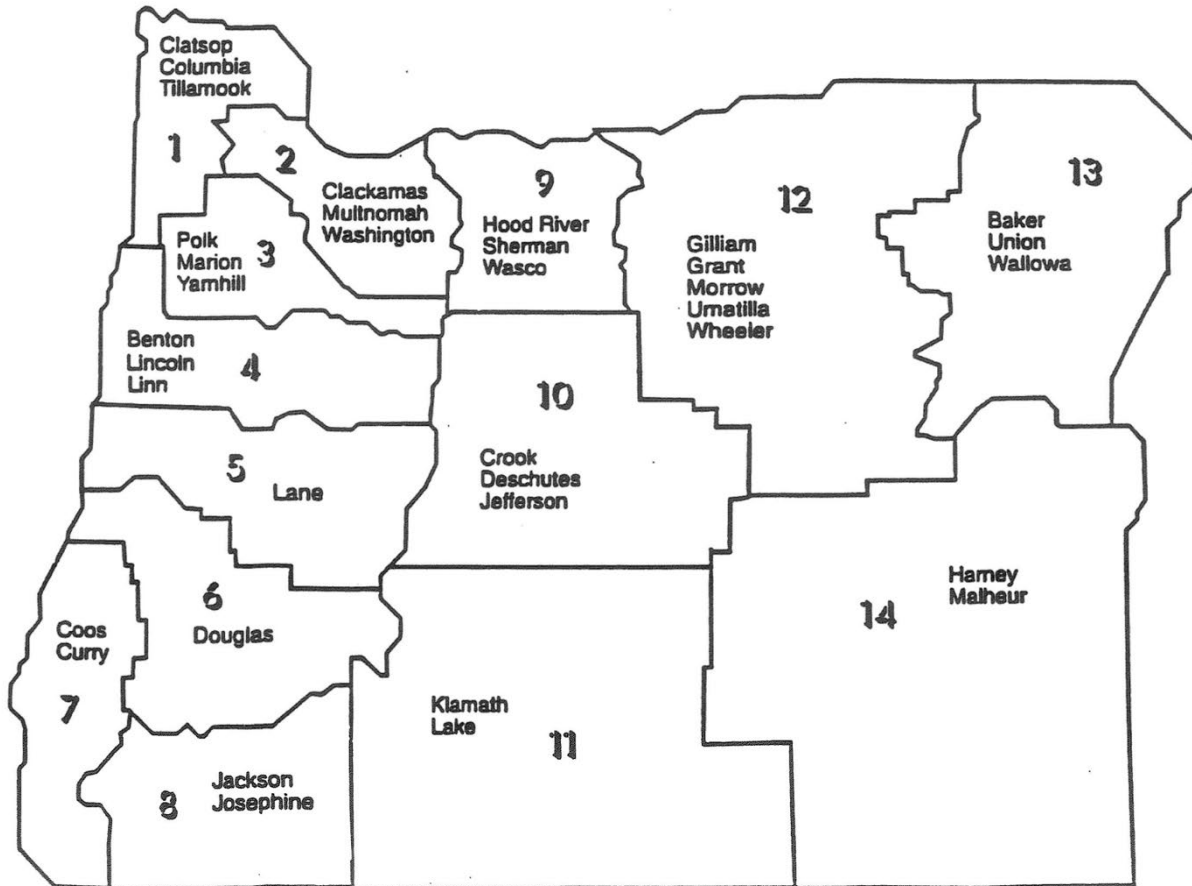 Clatsop
Columbia
Tillamook
1
2
Clackamas
Multnomah
Washington
3
Polk
Marion
Yamhill
9
Hood River
Sherman
Wasco
12
Gilliam
Grant
Morrow
Umatilla
Wheeler
13
Baker
Union
Wallowa
Benton
Lincoln
Linn
4
10
Crook
Deschutes
Jefferson
5
Lane
6
Douglas
Coos
Curry
7
8
Jackson
Josephine
Klamath
Lake
11
14
Harney
Malheur